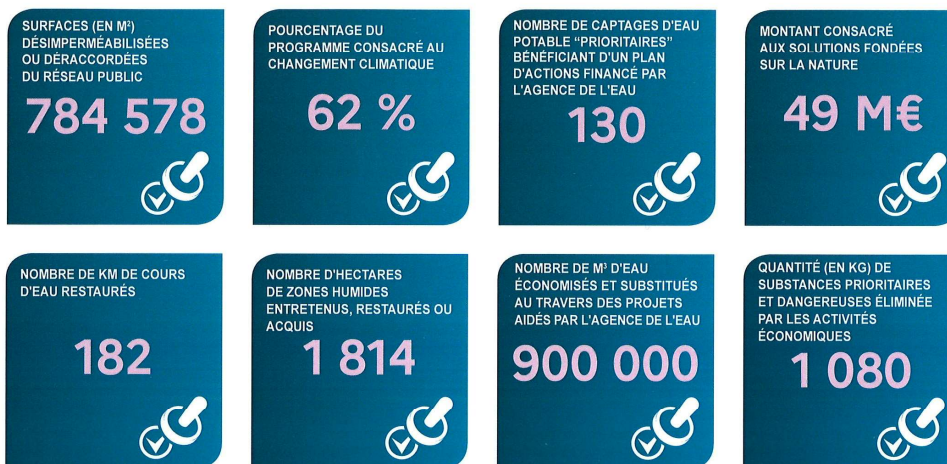 SURFACES (EN M²)
DÉSIMPERMÉABILISÉES
OU DÉRACCORDÉES
DU RÉSEAU PUBLIC
784 578
POURCENTAGE DU
PROGRAMME CONSACRÉ AU
CHANGEMENT CLIMATIQUE
62 %
NOMBRE DE CAPTAGES D'EAU
POTABLE “PRIORITAIRES”
BÉNÉFICIANT D'UN PLAN
D'ACTIONS FINANCÉ PAR
L'AGENCE DE L'EAU
130
MONTANT CONSACRÉ
AUX SOLUTIONS FONDÉES
SUR LA NATURE
49 M€
NOMBRE DE KM DE COURS
D'EAU RESTAURÉS
182
NOMBRE D'HECTARES
DE ZONES HUMIDES
ENTRETENUS, RESTAURÉS OU
ACQUIS
1 814
NOMBRE DE M³ D'EAU
ÉCONOMISÉS ET SUBSTITUÉS
AU TRAVERS DES PROJETS
AIDÉS PAR L'AGENCE DE L'EAU
900 000
QUANTITÉ (EN KG) DE
SUBSTANCES PRIORITAIRES
ET DANGEREUSES ÉLIMINÉE
PAR LES ACTIVITÉS
ÉCONOMIQUES
1 080